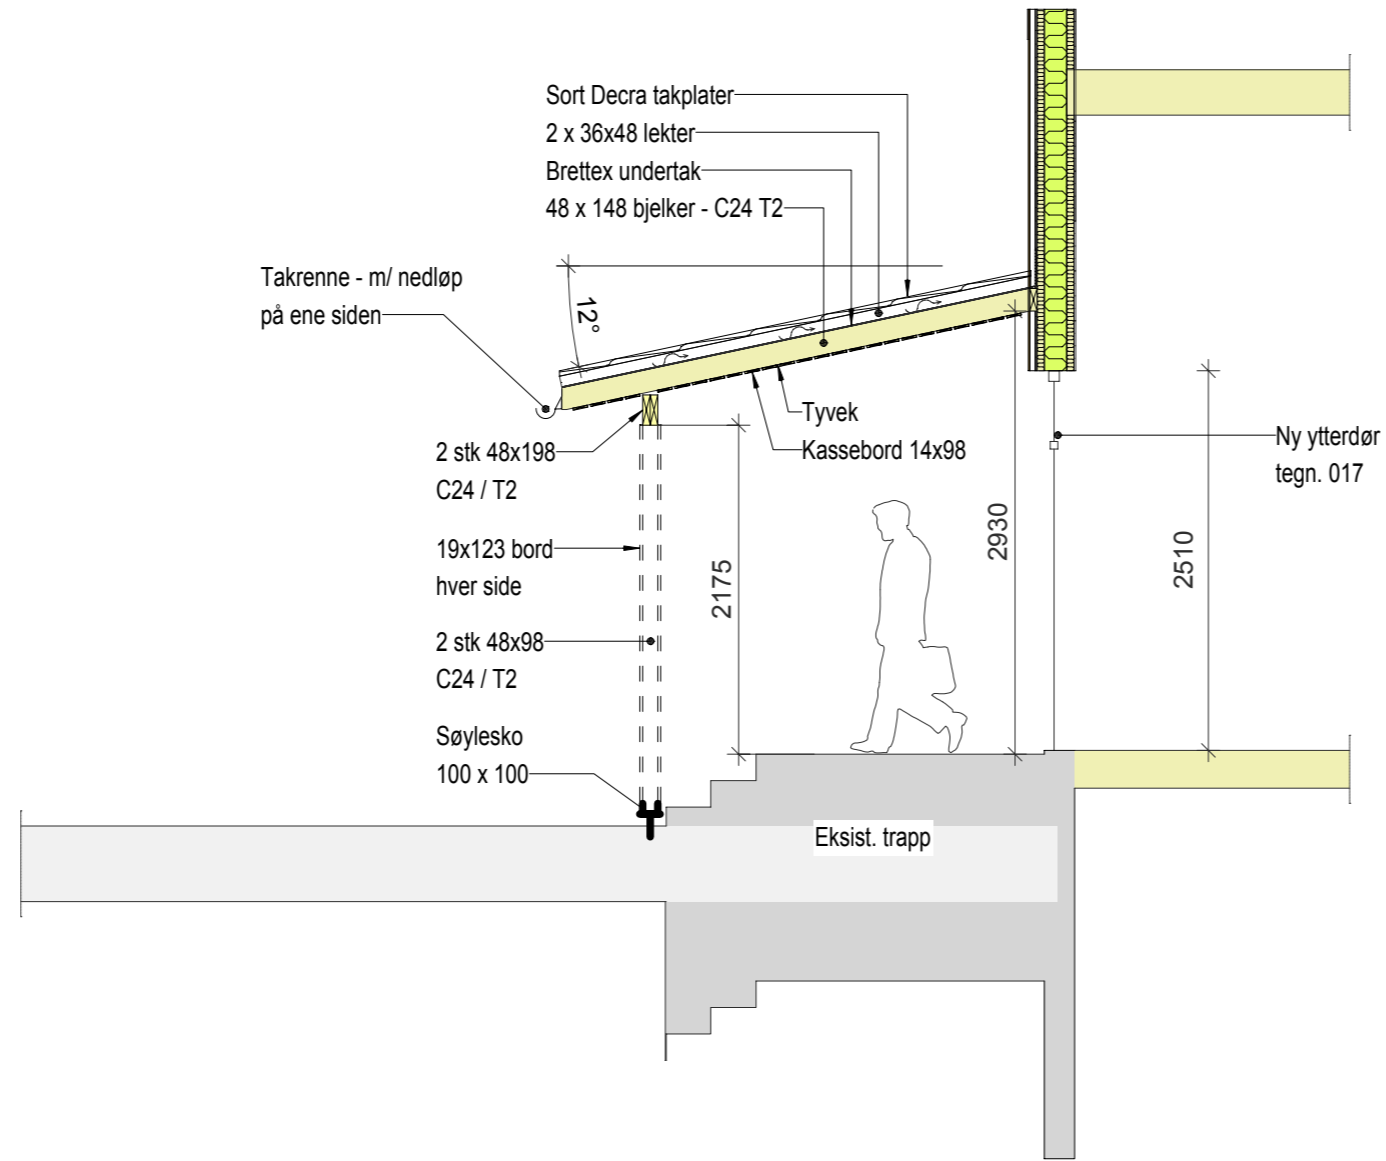 Sort Decra takplater
2 x 36x48 lekter
Brettex undertak
48 x 148 bjelker - C24 T2
Takrenne - m/ nedløp
på ene siden
12°
Tyvek
Kassebord 14x98
2 stk 48x198
C24 / T2
Ny ytterdør
tegn. 017
19x123 bord
hver side
2175
2930
2510
2 stk 48x98
C24 / T2
Søylesko
100 x 100
Eksist. trapp